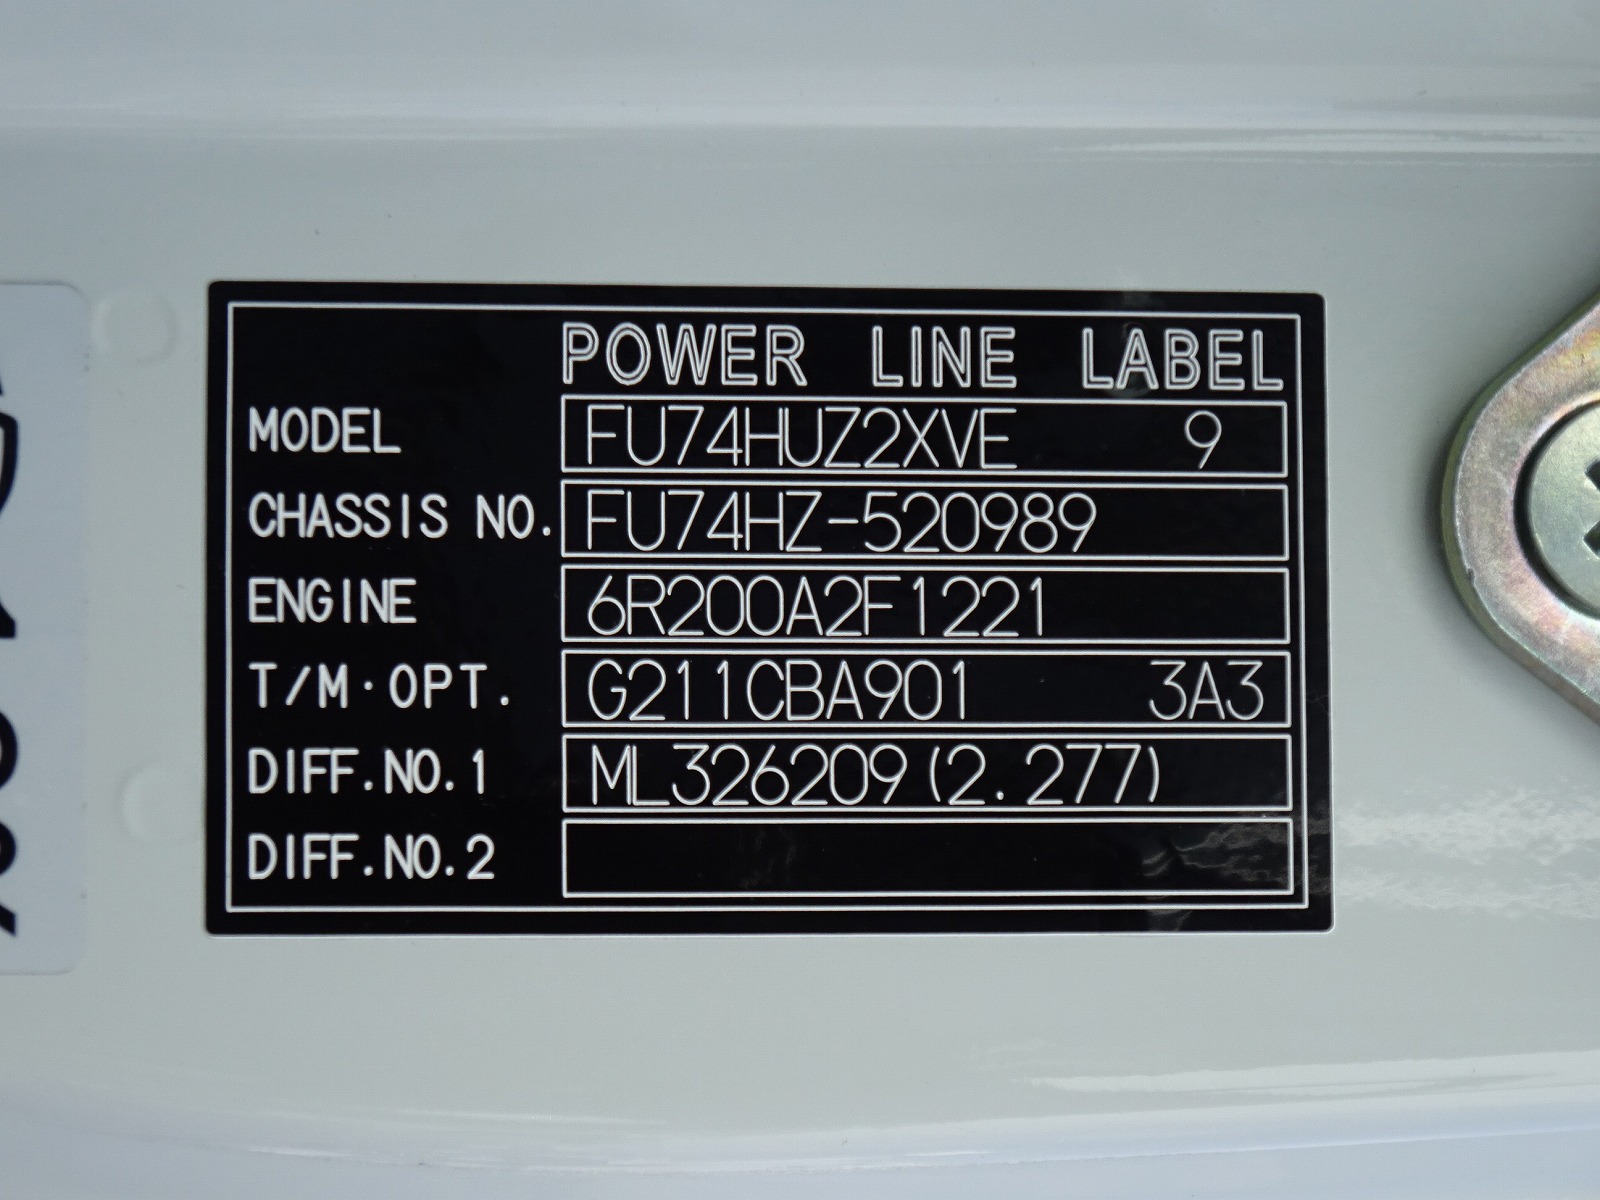 POWER LINE LABEL
MODEL FU74HUZ2XVE 9
CHASSIS NO. FU74HZ-520989
ENGINE 6R200A2F1221
T/M·OPT. G211CBA901 3A3
DIFF.NO.1 ML326209(2.277)
DIFF.NO.2